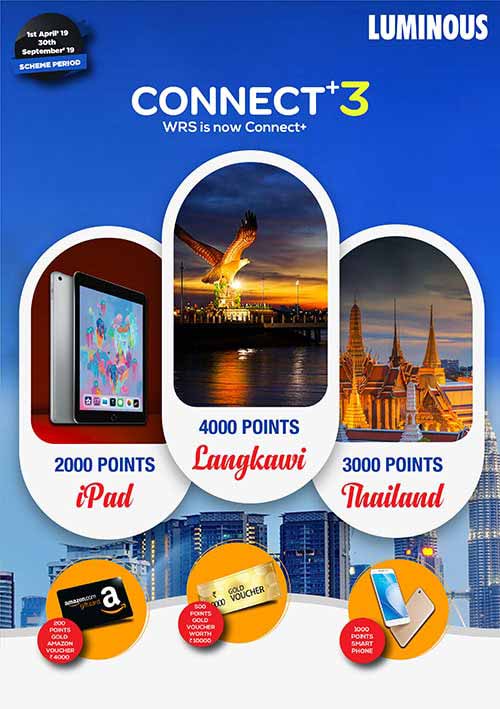 1st April' 19
30th
September' 19
SCHEME PERIOD
LUMINOUS
CONNECT+3
WRS is now Connect+
2000 POINTS
iPad
4000 POINTS
Langkawi
3000 POINTS
Thailand
amazon.com
giftcard
a
200
POINTS
GOLD
AMAZON
VOUCHER
₹ 4000
GOLD
VOUCHER
500
POINTS
GOLD
VOUCHER
WORTH
₹ 10000
1000
POINTS
SMART
PHONE